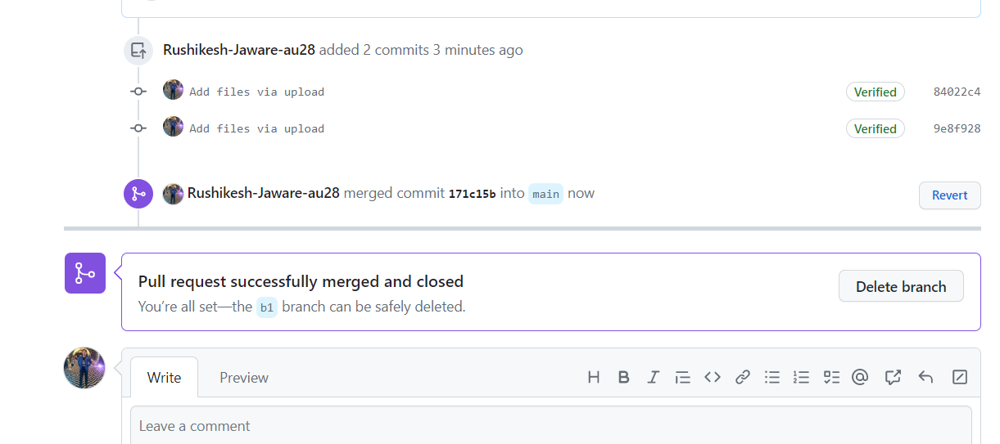 Rushikesh-Jaware-au28 added 2 commits 3 minutes ago
Add files via upload Verified 84022c4
Add files via upload Verified 9e8f928
Rushikesh-Jaware-au28 merged commit 171c15b into main now Revert
Pull request successfully merged and closed
You’re all set—the b1 branch can be safely deleted.
Delete branch
Write Preview
Leave a comment